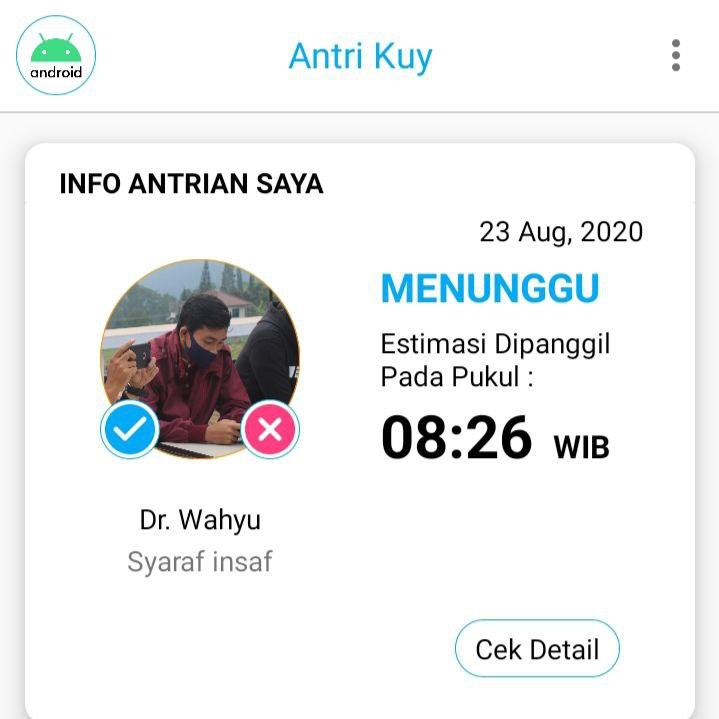 android
Antri Kuy
INFO ANTRIAN SAYA
23 Aug, 2020
MENUNGGU
Estimasi Dipanggil
Pada Pukul :
08:26 WIB
Dr. Wahyu
Syaraf insaf
Cek Detail